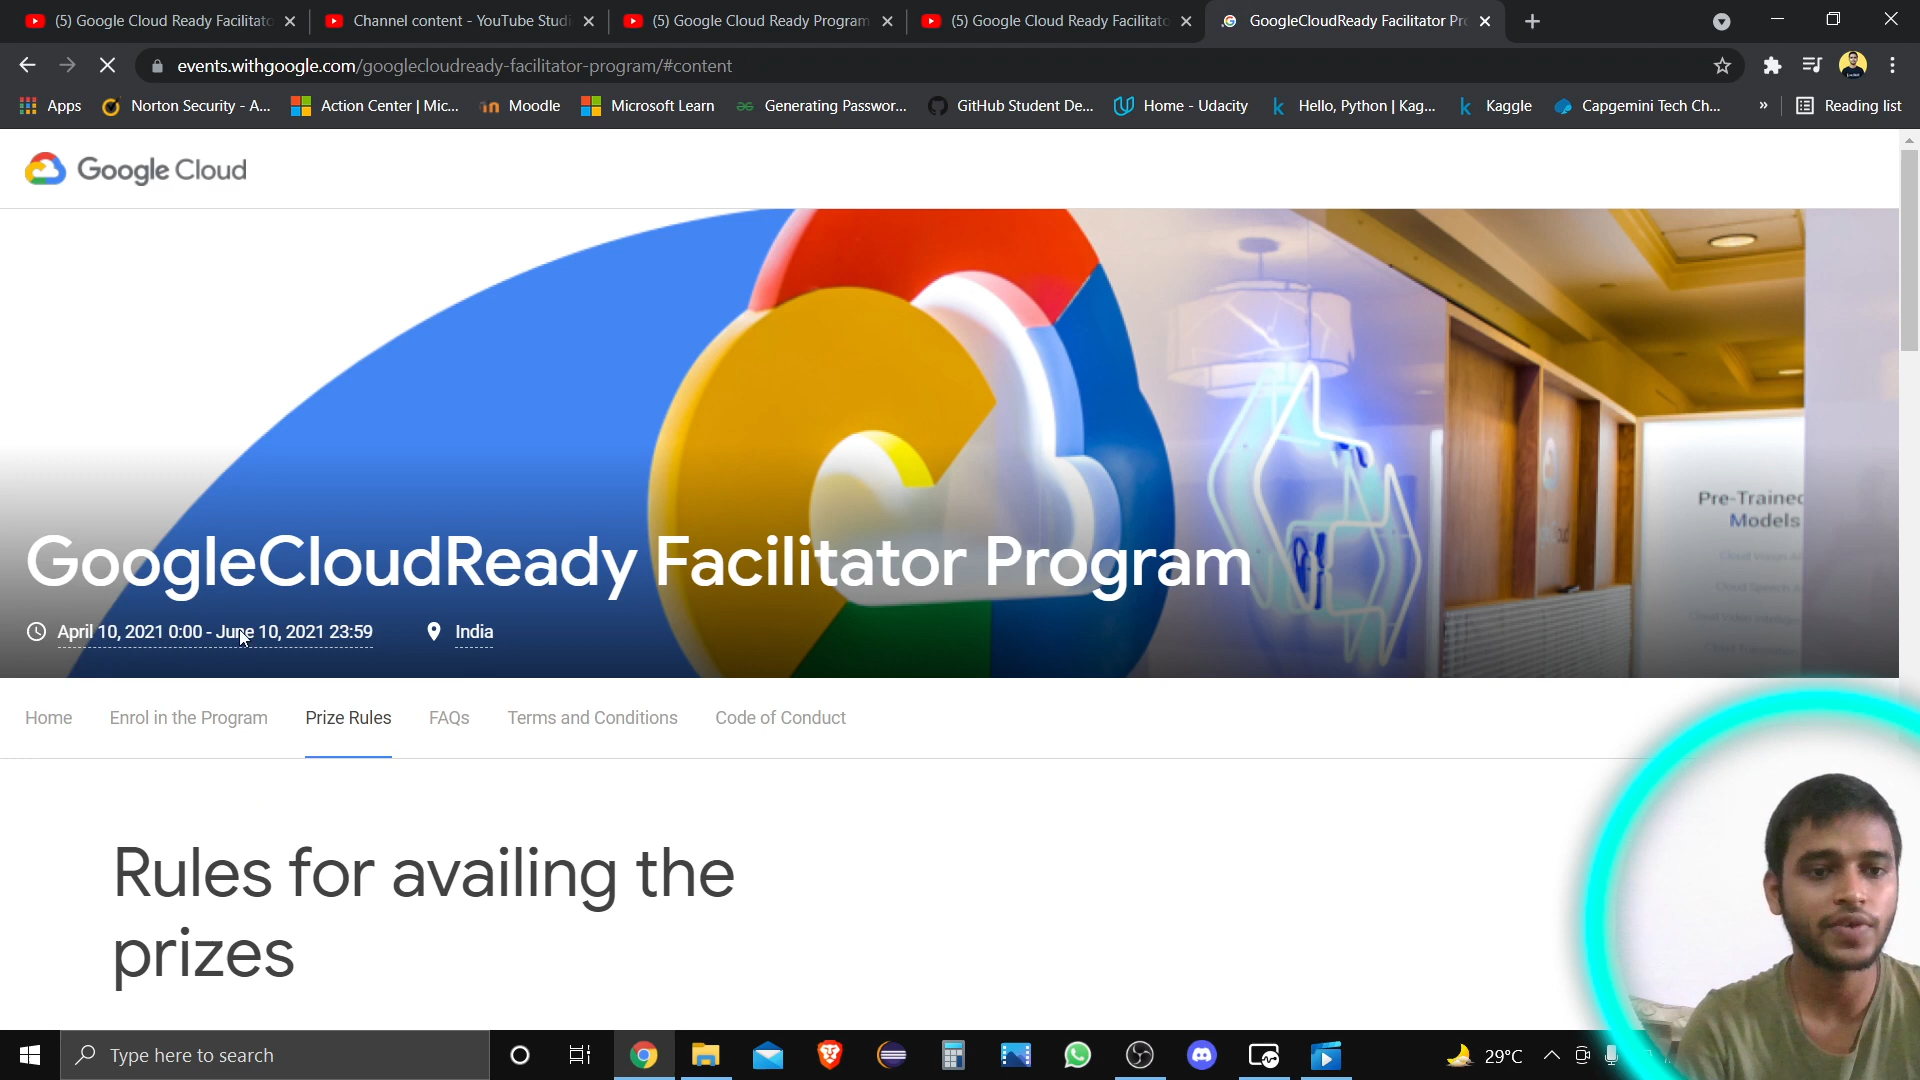 (5) Google Cloud Ready Facilitato
Channel content - YouTube Studi
(5) Google Cloud Ready Program
(5) Google Cloud Ready Facilitato
GoogleCloudReady Facilitator Pro
events.withgoogle.com/googlecloudready-facilitator-program/#content
Apps
Norton Security - A...
Action Center | Mic...
Moodle
Microsoft Learn
Generating Passwor...
GitHub Student De...
Home - Udacity
Hello, Python | Kag...
Kaggle
Capgemini Tech Ch...
»
Reading list
Google Cloud
Pre-Trained
Models
GoogleCloudReady Facilitator Program
April 10, 2021 0:00 - June 10, 2021 23:59
India
Home
Enrol in the Program
Prize Rules
FAQs
Terms and Conditions
Code of Conduct
Rules for availing the
prizes
Type here to search
29°C